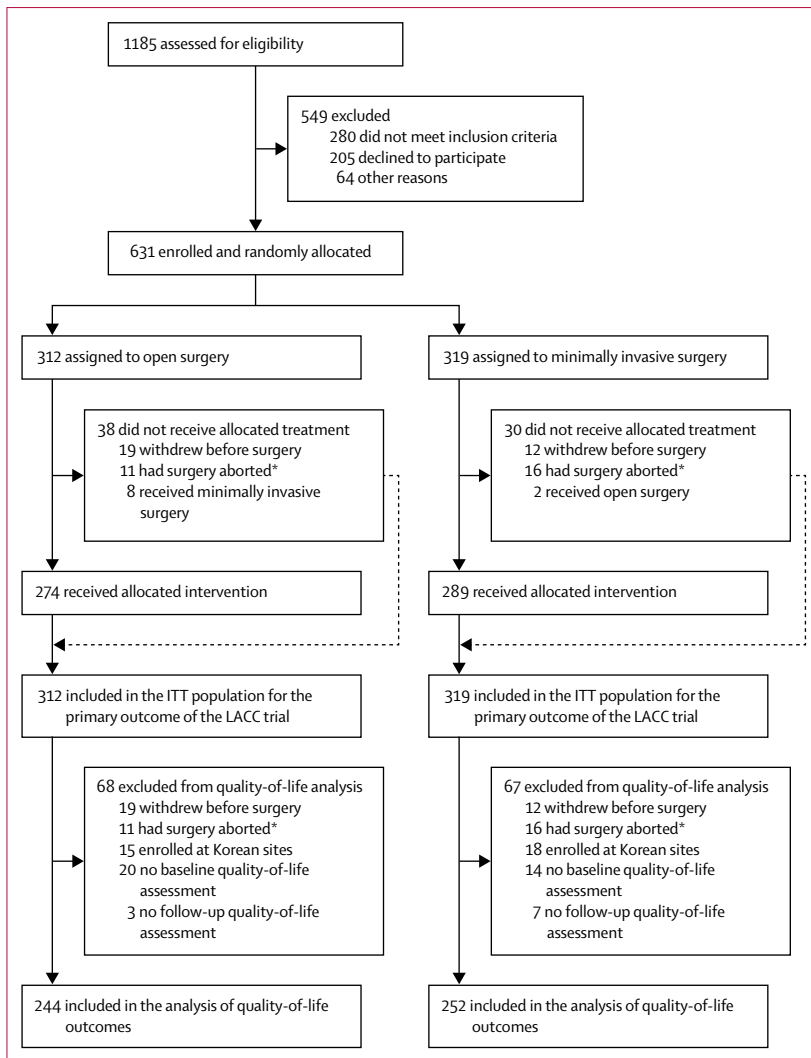 1185 assessed for eligibility
549 excluded
280 did not meet inclusion criteria
205 declined to participate
64 other reasons
631 enrolled and randomly allocated
312 assigned to open surgery
319 assigned to minimally invasive surgery
38 did not receive allocated treatment
19 withdrew before surgery
11 had surgery aborted*
8 received minimally invasive
surgery
30 did not receive allocated treatment
12 withdrew before surgery
16 had surgery aborted*
2 received open surgery
274 received allocated intervention
289 received allocated intervention
312 included in the ITT population for the
primary outcome of the LACC trial
319 included in the ITT population for the
primary outcome of the LACC trial
68 excluded from quality-of-life analysis
19 withdrew before surgery
11 had surgery aborted*
15 enrolled at Korean sites
20 no baseline quality-of-life
assessment
3 no follow-up quality-of-life
assessment
67 excluded from quality-of-life analysis
12 withdrew before surgery
16 had surgery aborted*
18 enrolled at Korean sites
14 no baseline quality-of-life
assessment
7 no follow-up quality-of-life
assessment
244 included in the analysis of quality-of-life
outcomes
252 included in the analysis of quality-of-life
outcomes